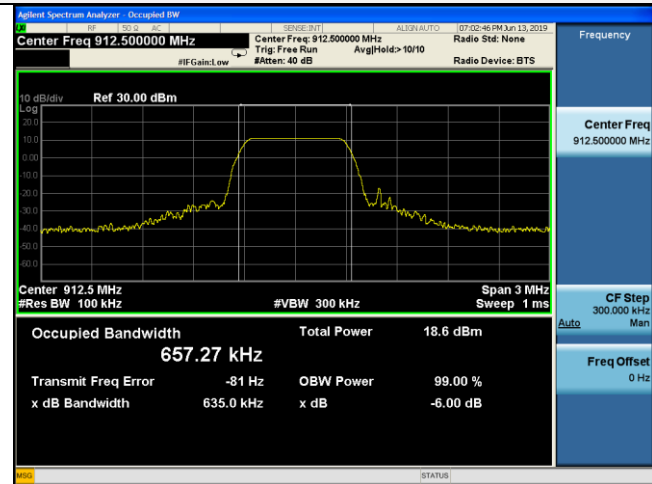 Agilent Spectrum Analyzer - Occupied BW
RF 50 Ω AC SENSE:INT ALIGN AUTO 07:02:46 PM Jun 13, 2019
Center Freq 912.500000 MHz
Center Freq: 912.500000 MHz Radio Std: None
Trig: Free Run Avg|Hold:> 10/10
#IFGain:Low #Atten: 40 dB Radio Device: BTS
10 dB/div Ref 30.00 dBm
Log
20.0
10.0
0.00
-10.0
-20.0
-30.0
-40.0
-50.0
-60.0
Center 912.5 MHz Span 3 MHz
#Res BW 100 kHz #VBW 300 kHz Sweep 1 ms
Occupied Bandwidth Total Power 18.6 dBm
657.27 kHz
Transmit Freq Error -81 Hz OBW Power 99.00 %
x dB Bandwidth 635.0 kHz x dB -6.00 dB
MSG STATUS
Frequency
Center Freq
912.500000 MHz
CF Step
300.000 kHz
Auto Man
Freq Offset
0 Hz